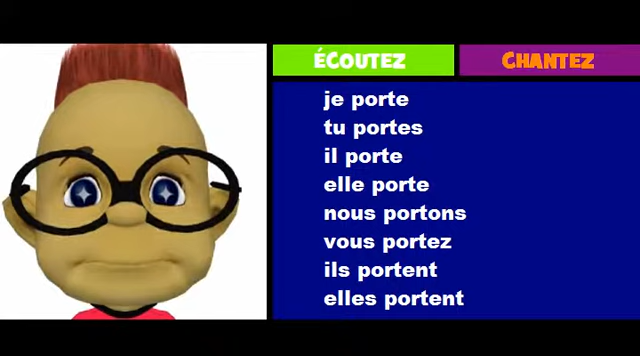 ÉCOUTEZ CHANTEZ
je porte
tu portes
il porte
elle porte
nous portons
vous portez
ils portent
elles portent